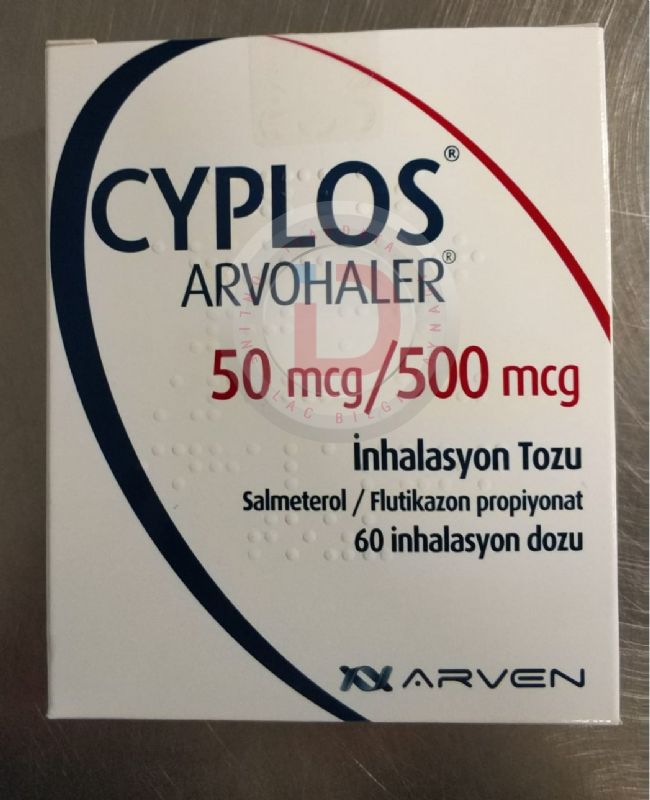 CYPLOS®
ARVOHALER®
50 mcg/500 mcg
İnhalasyon Tozu
Salmeterol / Flutikazon propiyonat
60 inhalasyon dozu
ARVEN